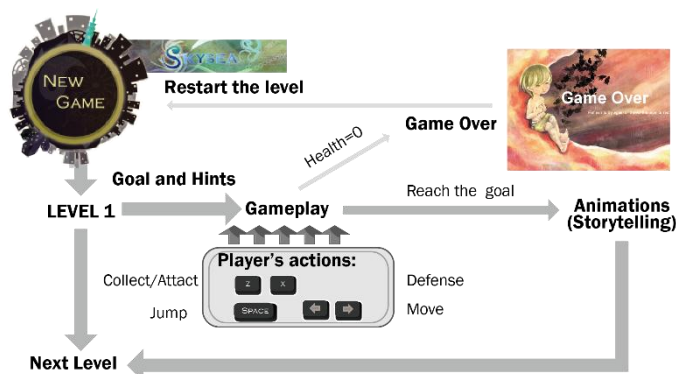 NEW
GAME
SKYSEA
Restart the level
Game Over
Game Over
Health=0
Goal and Hints
LEVEL 1
Gameplay
Reach the goal
Animations
(Storytelling)
Player's actions:
Collect/Attact
Z
X
Defense
Jump
SPACE
Move
Next Level